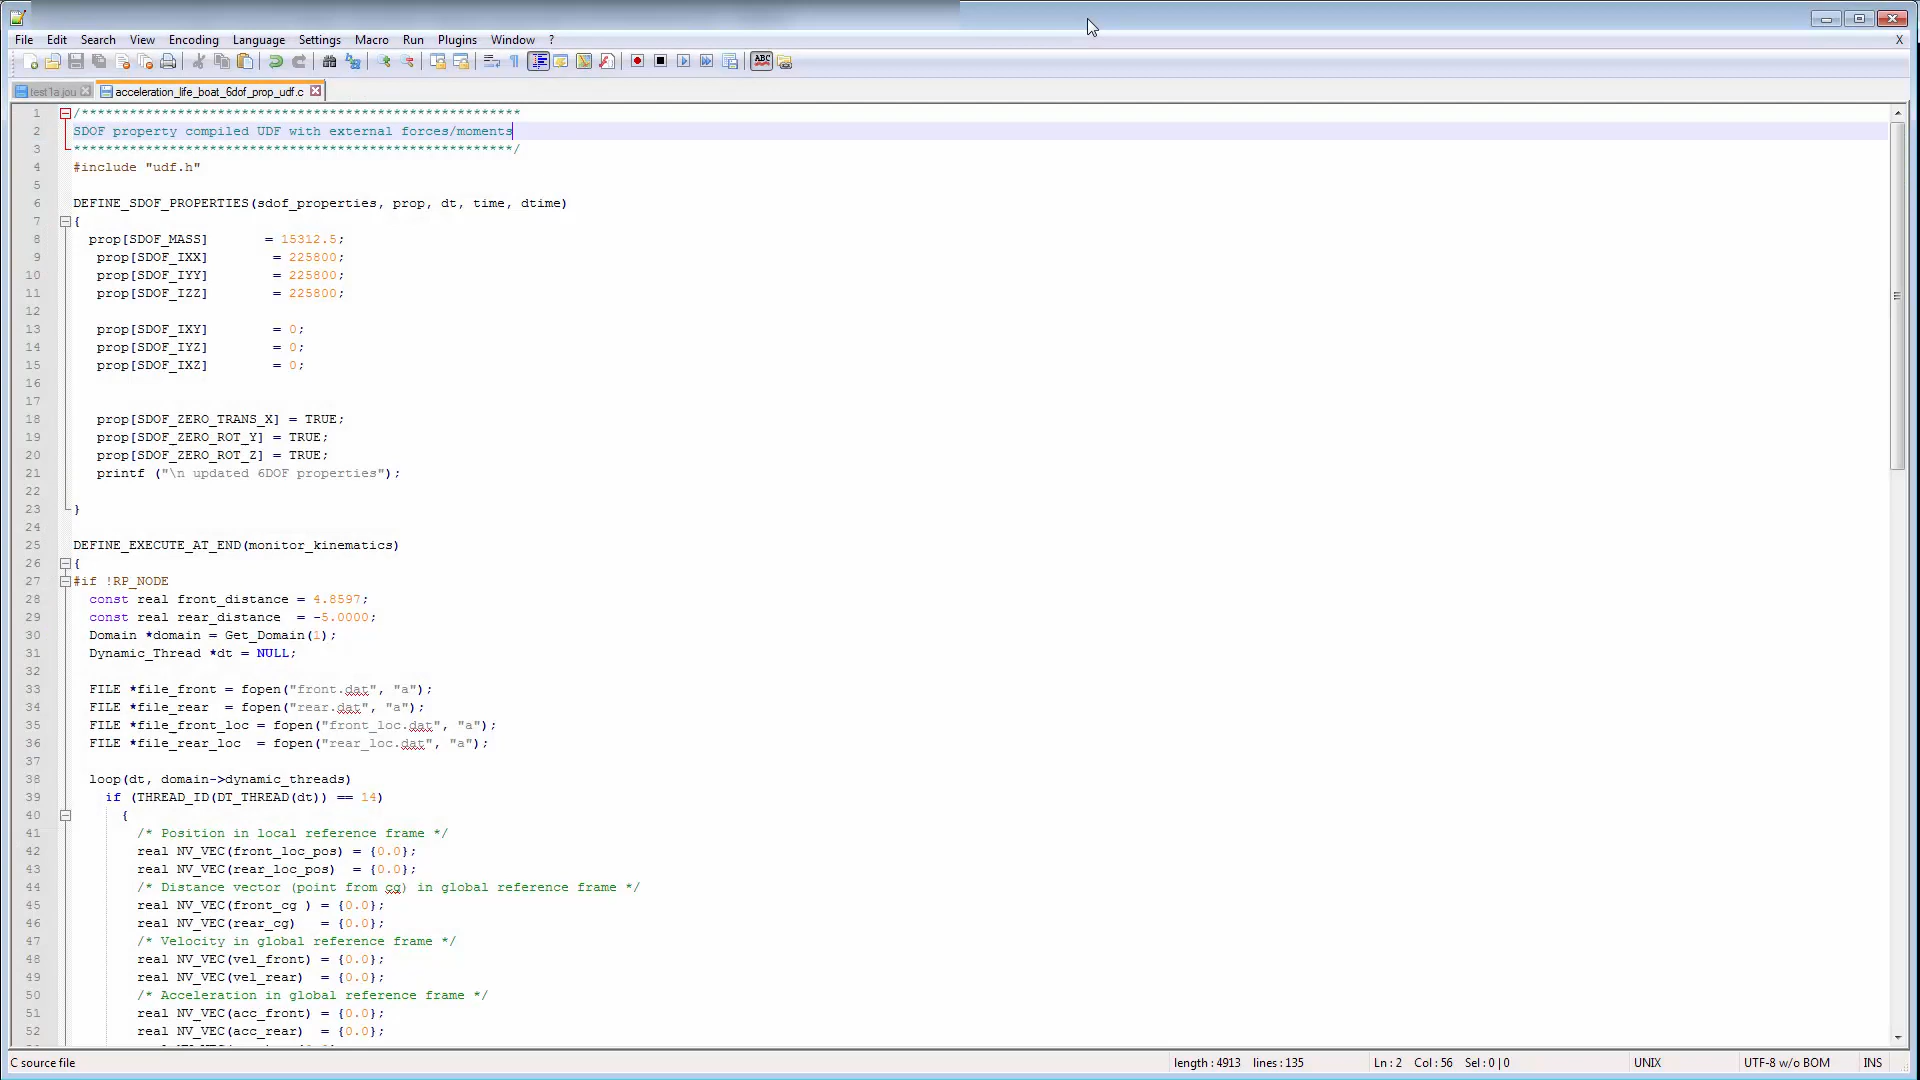 File Edit Search View Encoding Language Settings Macro Run Plugins Window ? X
ABC
test1a.jou acceleration_life_boat_6dof_prop_udf.c
1 /*******************************************************
2 SDOF property compiled UDF with external forces/moments
3 *******************************************************/
4 #include "udf.h"
5
6 DEFINE_SDOF_PROPERTIES(sdof_properties, prop, dt, time, dtime)
7 {
8 prop[SDOF_MASS] = 15312.5;
9 prop[SDOF_IXX] = 225800;
10 prop[SDOF_IYY] = 225800;
11 prop[SDOF_IZZ] = 225800;
12
13 prop[SDOF_IXY] = 0;
14 prop[SDOF_IYZ] = 0;
15 prop[SDOF_IXZ] = 0;
16
17
18 prop[SDOF_ZERO_TRANS_X] = TRUE;
19 prop[SDOF_ZERO_ROT_Y] = TRUE;
20 prop[SDOF_ZERO_ROT_Z] = TRUE;
21 printf ("\n updated 6DOF properties");
22
23 }
24
25 DEFINE_EXECUTE_AT_END(monitor_kinematics)
26 {
27 #if !RP_NODE
28 const real front_distance = 4.8597;
29 const real rear_distance = -5.0000;
30 Domain *domain = Get_Domain(1);
31 Dynamic_Thread *dt = NULL;
32
33 FILE *file_front = fopen("front.dat", "a");
34 FILE *file_rear = fopen("rear.dat", "a");
35 FILE *file_front_loc = fopen("front_loc.dat", "a");
36 FILE *file_rear_loc = fopen("rear_loc.dat", "a");
37
38 loop(dt, domain->dynamic_threads)
39 if (THREAD_ID(DT_THREAD(dt)) == 14)
40 {
41 /* Position in local reference frame */
42 real NV_VEC(front_loc_pos) = {0.0};
43 real NV_VEC(rear_loc_pos) = {0.0};
44 /* Distance vector (point from cg) in global reference frame */
45 real NV_VEC(front_cg ) = {0.0};
46 real NV_VEC(rear_cg) = {0.0};
47 /* Velocity in global reference frame */
48 real NV_VEC(vel_front) = {0.0};
49 real NV_VEC(vel_rear) = {0.0};
50 /* Acceleration in global reference frame */
51 real NV_VEC(acc_front) = {0.0};
52 real NV_VEC(acc_rear) = {0.0};
C source file length : 4913 lines : 135 Ln : 2 Col : 56 Sel : 0 | 0 UNIX UTF-8 w/o BOM INS